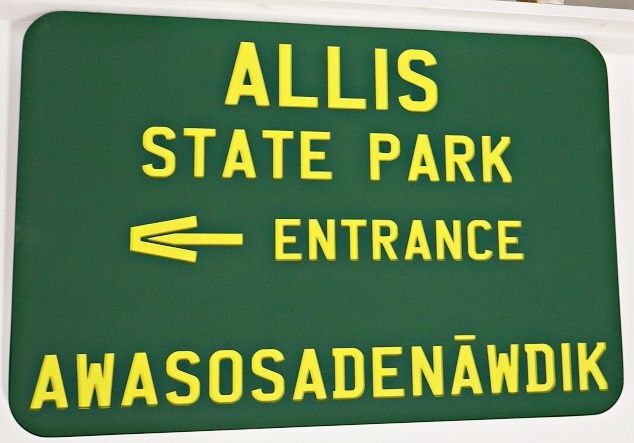 ALLIS
STATE PARK
← ENTRANCE
AWASOSADENĀWDIK